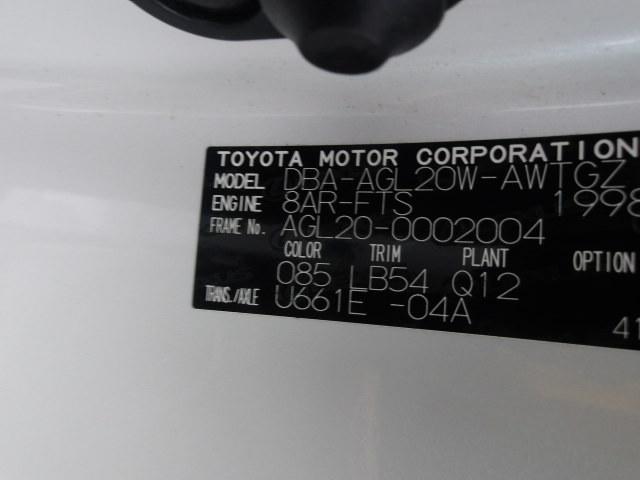 TOYOTA MOTOR CORPORATION
MODEL DBA-AGL20W-AWTGZ
ENGINE 8AR-FTS 1998
FRAME No. AGL20-0002004
COLOR TRIM PLANT OPTION
085 LB54 Q12
TRANS./AXLE U661E -04A
41